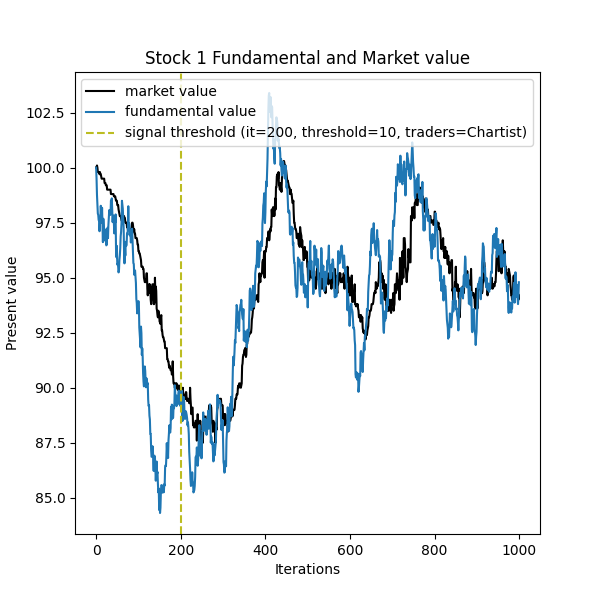 Stock 1 Fundamental and Market value
market value
fundamental value
signal threshold (it=200, threshold=10, traders=Chartist)
102.5
100.0
97.5
95.0
92.5
90.0
87.5
85.0
Present value
0 200 400 600 800 1000
Iterations